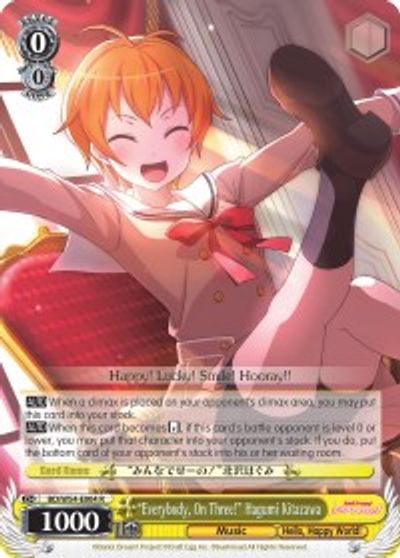 0
0
Happy! Lucky! Smile! Hooray!!
AUTO When a climax is placed on your opponent's climax area, you may put
this card into your stock.
AUTO When this card becomes, if this card's battle opponent is level 0 or
lower, you may put that character into your opponent's stock. If you do, put
the bottom card of your opponent's stock into his or her waiting room.
Card Name "みんなでせーの！" 北沢はぐみ
"Everybody, On Three!" Hagumi Kitazawa
1000
Music
Hello, Happy World!